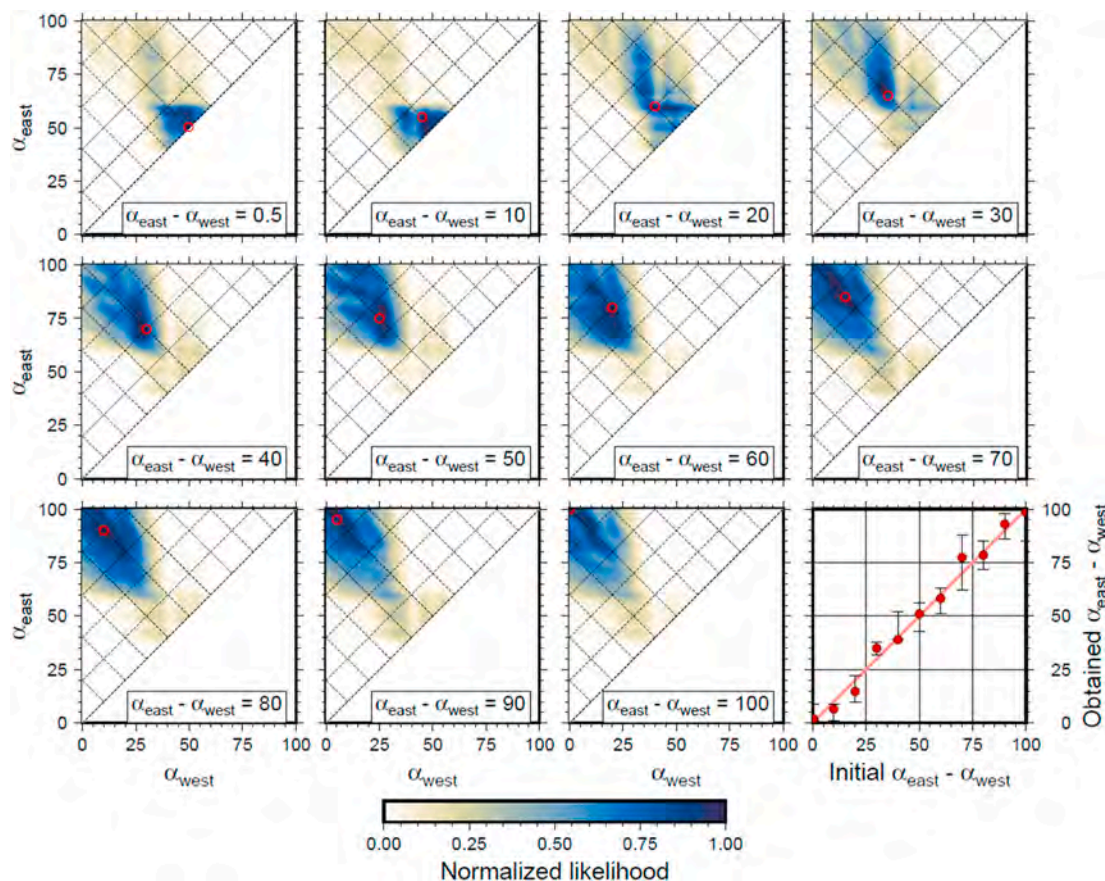 100
75
50
25
0
α_east
α_east - α_west = 0.5
α_east - α_west = 10
α_east - α_west = 20
α_east - α_west = 30
100
75
50
25
0
α_east
α_east - α_west = 40
α_east - α_west = 50
α_east - α_west = 60
α_east - α_west = 70
100
75
50
25
0
α_east
α_east - α_west = 80
α_east - α_west = 90
α_east - α_west = 100
100
75
50
25
0
Obtained α_east - α_west
0 25 50 75 100 0 25 50 75 100 0 25 50 75 100 0 25 50 75 100
α_west α_west α_west Initial α_east - α_west
0.00 0.25 0.50 0.75 1.00
Normalized likelihood